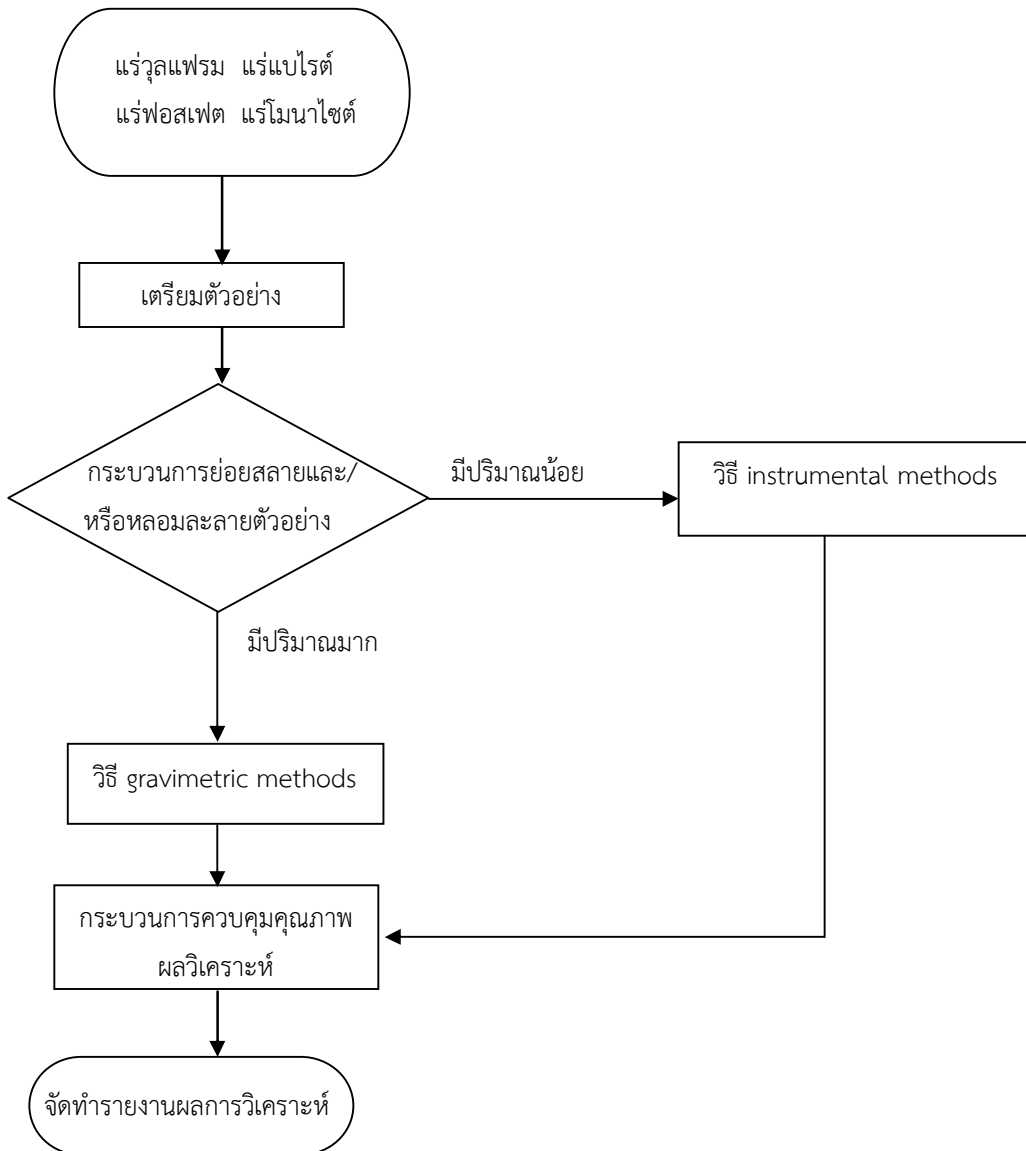 แร่วุลแฟรม แร่แบไรต์
แร่ฟอสเฟต แร่โมนาไซต์
เตรียมตัวอย่าง
กระบวนการย่อยสลายและ/
หรือหลอมละลายตัวอย่าง
มีปริมาณน้อย
วิธี instrumental methods
มีปริมาณมาก
วิธี gravimetric methods
กระบวนการควบคุมคุณภาพ
ผลวิเคราะห์
จัดทำรายงานผลการวิเคราะห์